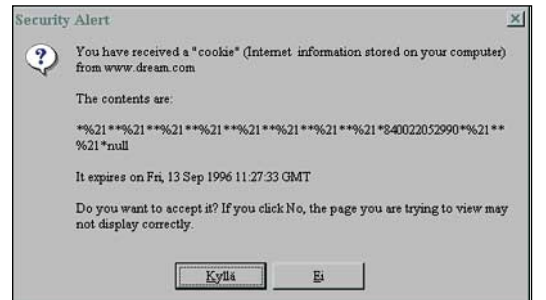 Security Alert
You have received a "cookie" (Internet information stored on your computer)
from www.dream.com
The contents are:
*%21**%21**%21**%21**%21**%21**%21**%21*840022052990*%21**
%21*null
It expires on Fri, 13 Sep 1996 11:27:33 GMT
Do you want to accept it? If you click No, the page you are trying to view may
not display correctly.
Kyllä
Ei